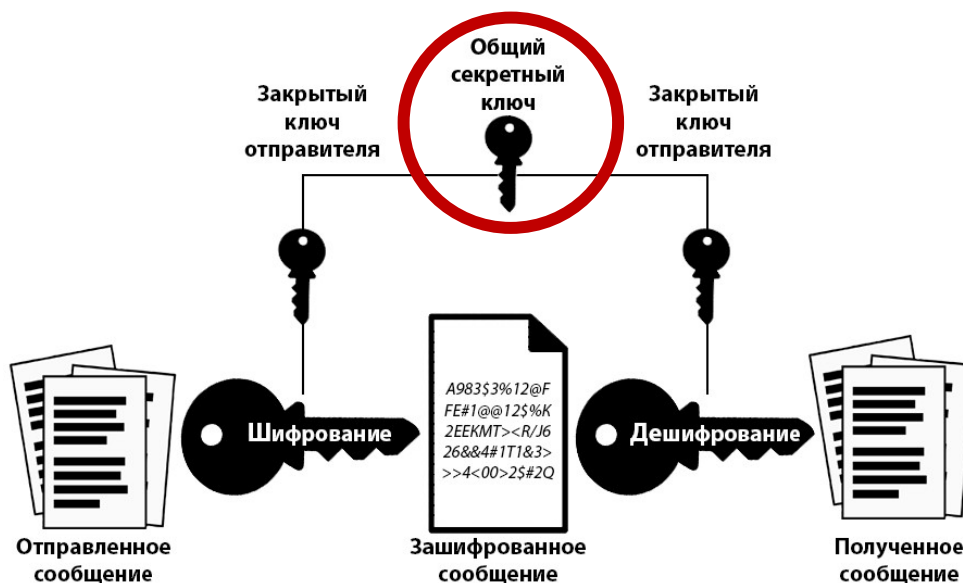 Общий
секретный
ключ
Закрытый
ключ
отправителя
Закрытый
ключ
отправителя
Шифрование
A983$3%12@F
FE#1@@12$%K
2EEKMT><R/J6
26&&4#1T1&3>
>>4<00>2$#2Q
Дешифрование
Отправленное
сообщение
Зашифрованное
сообщение
Полученное
сообщение